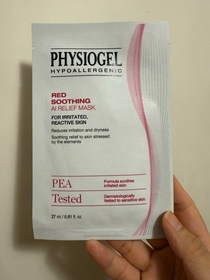 PHYSIOGEL
HYPOALLERGENIC
RED
SOOTHING
AI RELIEF MASK
FOR IRRITATED,
REACTIVE SKIN
Reduces irritation and dryness
Soothing relief to skin stressed
by the elements
PEA
Formula soothes
irritated skin
Tested
Dermatologically
tested to sensitive skin
27 ml / 0.91 fl. oz.